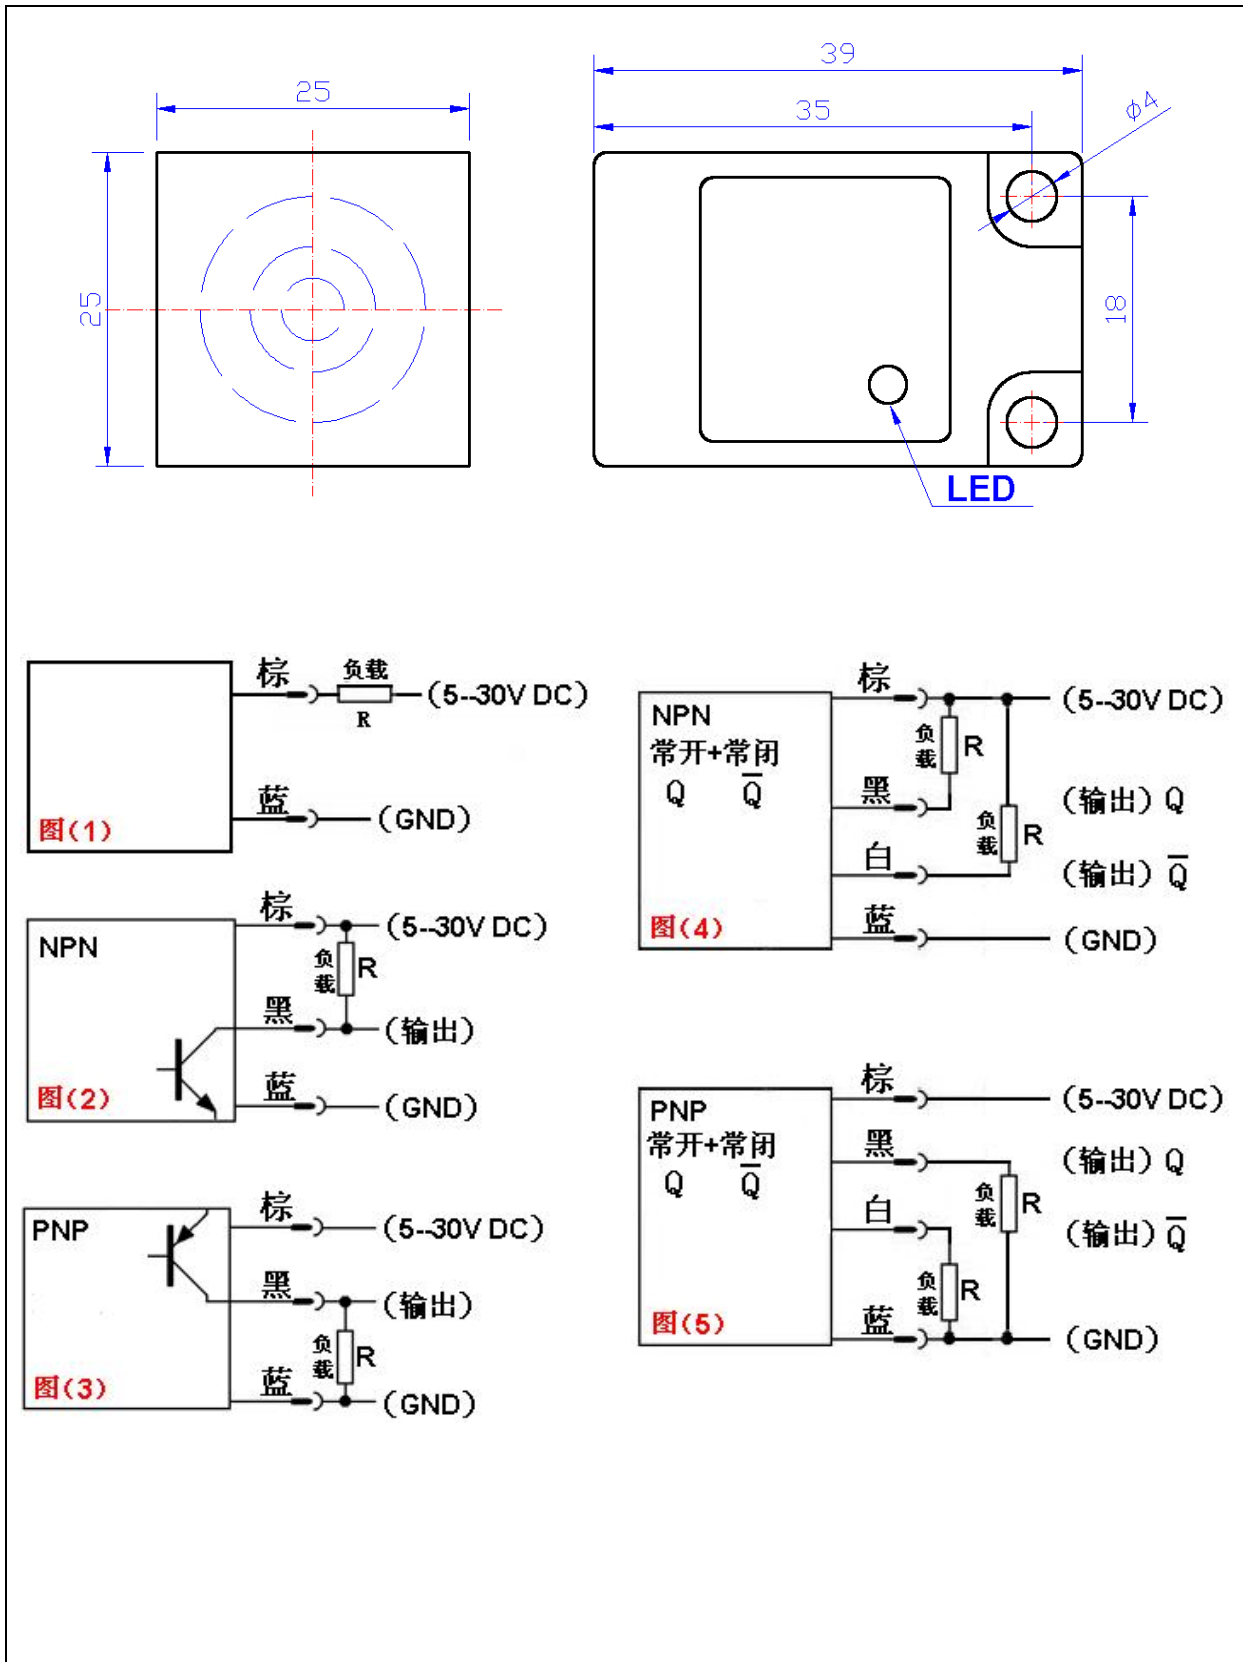 25
25
39
35
ϕ4
18
LED
棕
负载
R
(5--30V DC)
蓝
(GND)
图(1)
NPN
棕
(5--30V DC)
负载
R
黑
(输出)
蓝
(GND)
图(2)
PNP
棕
(5--30V DC)
黑
(输出)
负载
R
蓝
(GND)
图(3)
NPN
常开+常闭
Q Q̅
棕
(5--30V DC)
负载
R
黑
(输出) Q
负载
R
白
(输出) Q̅
蓝
(GND)
图(4)
PNP
常开+常闭
Q Q̅
棕
(5--30V DC)
黑
(输出) Q
负载
R
白
(输出) Q̅
负载
R
蓝
(GND)
图(5)